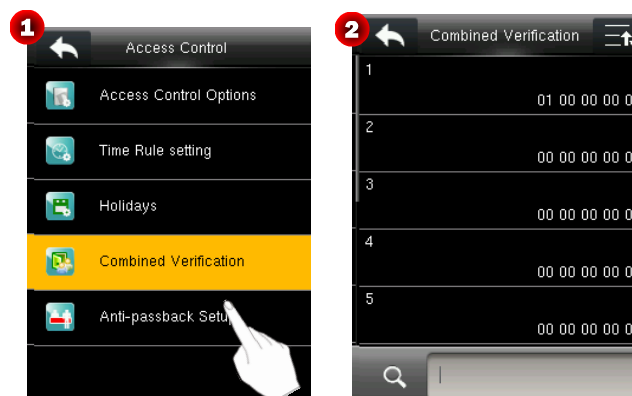 1
Access Control
Access Control Options
Time Rule setting
Holidays
Combined Verification
Anti-passback Setu
2
Combined Verification
1
01 00 00 00 0
2
00 00 00 00 0
3
00 00 00 00 0
4
00 00 00 00 0
5
00 00 00 00 0